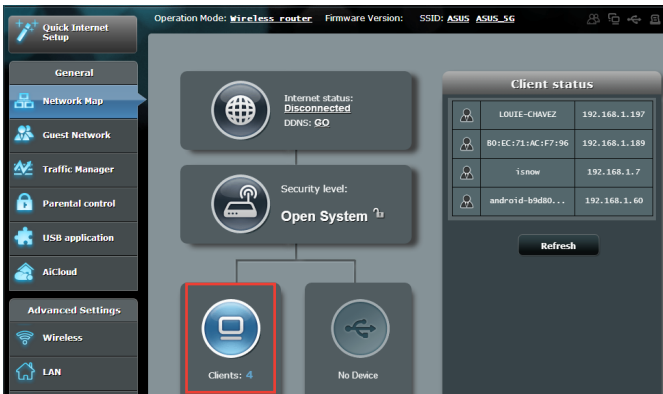 Quick Internet
Setup
Operation Mode: Wireless router Firmware Version: SSID: ASUS ASUS_5G
General
Network Map
Guest Network
Traffic Manager
Parental control
USB application
AiCloud
Advanced Settings
Wireless
LAN
Internet status:
Disconnected
DDNS: GO
Security level:
Open System
Clients: 4
No Device
Client status
LOUIE-CHAVEZ 192.168.1.197
B0:EC:71:AC:F7:96 192.168.1.189
isnow 192.168.1.7
android-b9d80... 192.168.1.60
Refresh